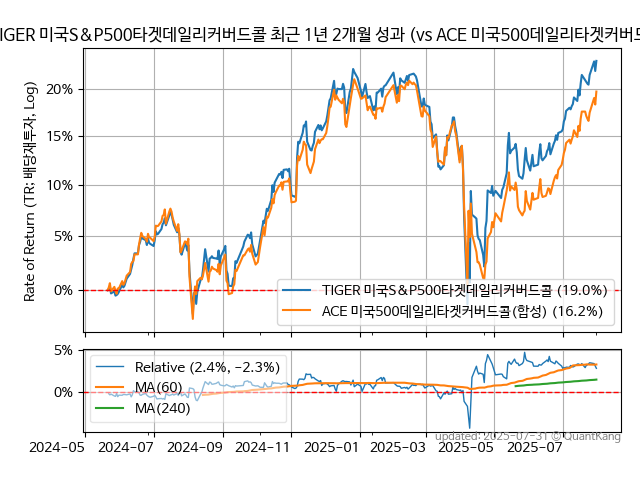 TIGER 미국S&P500타겟데일리커버드콜 최근 1년 2개월 성과 (vs ACE 미국500데일리타겟커버드
Rate of Return (TR: 배당재투자, Log)
20%
15%
10%
5%
0%
TIGER 미국S&P500타겟데일리커버드콜 (19.0%)
ACE 미국500데일리타겟커버드콜(합성) (16.2%)
5%
0%
Relative (2.4%, -2.3%)
MA(60)
MA(240)
updated: 2025-07-31 © QuantKang
2024-05 2024-07 2024-09 2024-11 2025-01 2025-03 2025-05 2025-07